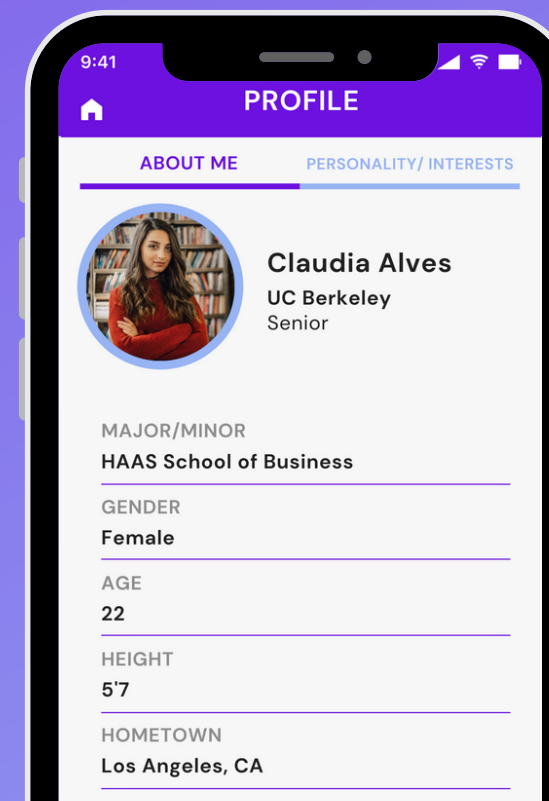 9:41
PROFILE
ABOUT ME
PERSONALITY/ INTERESTS
Claudia Alves
UC Berkeley
Senior
MAJOR/MINOR
HAAS School of Business
GENDER
Female
AGE
22
HEIGHT
5'7
HOMETOWN
Los Angeles, CA